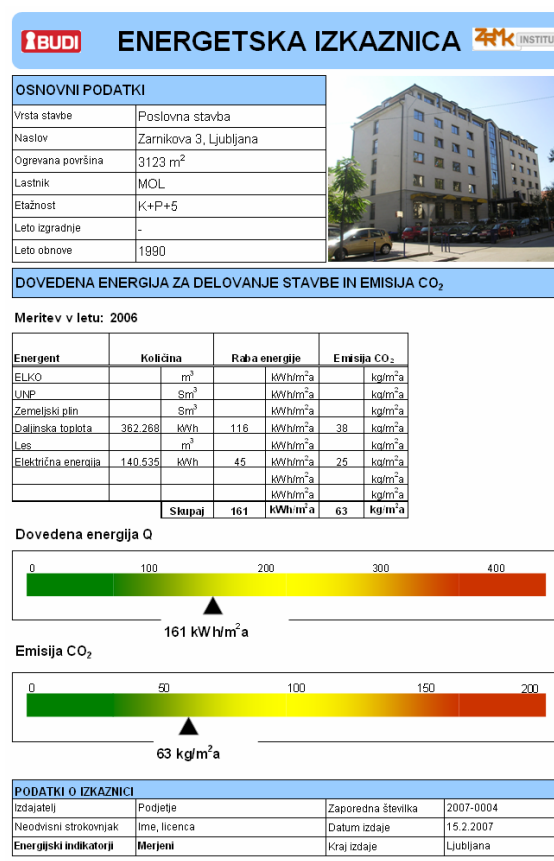 IBUDI ENERGETSKA IZKAZNICA ZRMK INSTITU
OSNOVNI PODATKI
Vrsta stavbe Poslovna stavba
Naslov Zarnikova 3, Ljubljana
Ogrevana površina 3123 m²
Lastnik MOL
Etažnost K+P+5
Leto izgradnje -
Leto obnove 1990
DOVEDENA ENERGIJA ZA DELOVANJE STAVBE IN EMISIJA CO₂
Meritev v letu: 2006
Energent Količina Raba energije Emisija CO₂
ELKO m³ kWh/m²a kg/m²a
UNP Sm³ kWh/m²a kg/m²a
Zemeljski plin Sm³ kWh/m²a kg/m²a
Daljinska toplota 362.268 kWh 116 kWh/m²a 38 kg/m²a
Les m³ kWh/m²a kg/m²a
Električna energija 140.535 kWh 45 kWh/m²a 25 kg/m²a
kWh/m²a kg/m²a
kWh/m²a kg/m²a
Skupaj 161 kWh/m²a 63 kg/m²a
Dovedena energija Q
0 100 200 300 400
161 kWh/m²a
Emisija CO₂
0 50 100 150 200
63 kg/m²a
PODATKI O IZKAZNICI
Izdajatelj Podjetje Zaporedna številka 2007-0004
Neodvisni strokovnjak Ime, licenca Datum izdaje 15.2.2007
Energijski indikatorji Merjeni Kraj izdaje Ljubljana